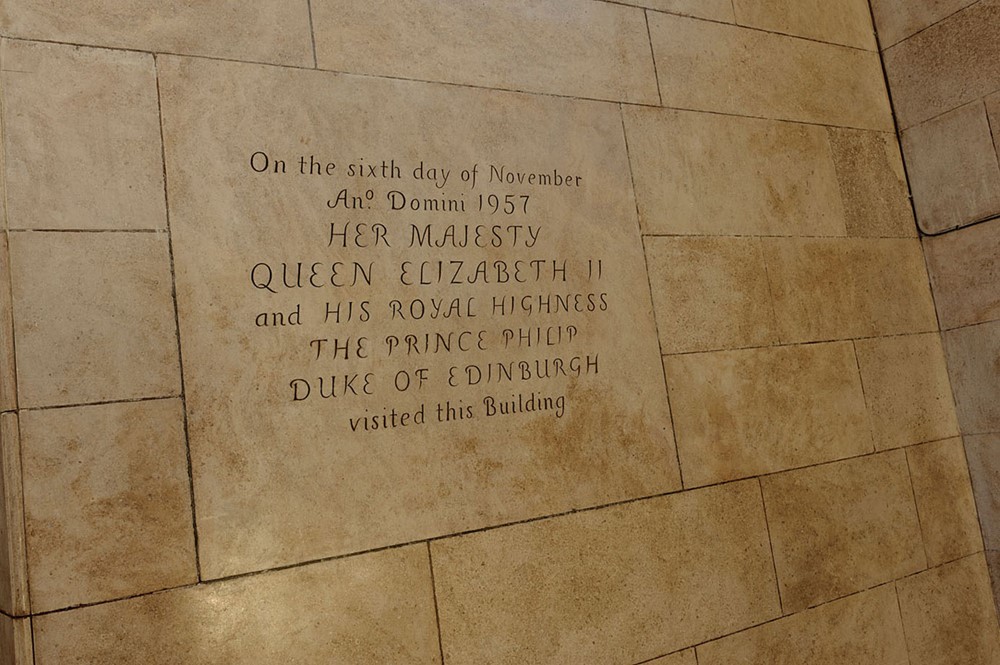 On the sixth day of November
Anº Domini 1957
HER MAJESTY
QUEEN ELIZABETH II
and HIS ROYAL HIGHNESS
THE PRINCE PHILIP
DUKE OF EDINBURGH
visited this Building